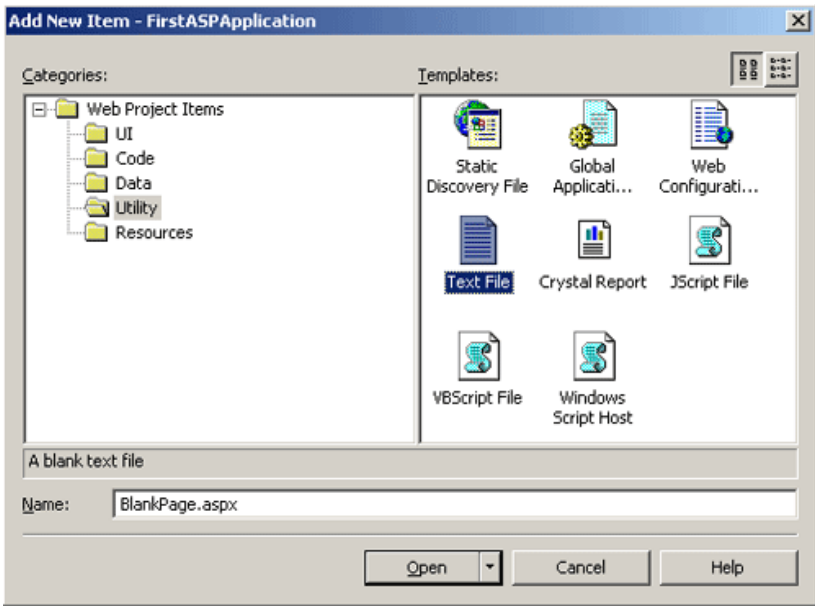 Add New Item - FirstASPApplication
Categories:
Templates:
Web Project Items
UI
Code
Data
Utility
Resources
Static
Discovery File
Global
Applicati...
Web
Configurati...
Text File
Crystal Report
JScript File
VBScript File
Windows
Script Host
A blank text file
Name:
BlankPage.aspx
Open
Cancel
Help